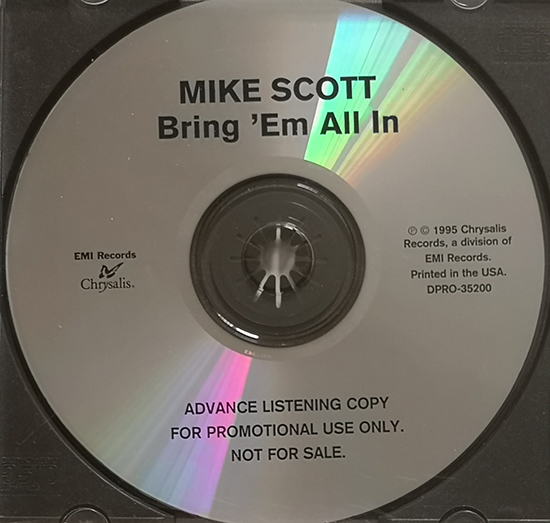 MIKE SCOTT
Bring ’Em All In
EMI Records
Chrysalis®
℗ © 1995 Chrysalis
Records, a division of
EMI Records.
Printed in the USA.
DPRO-35200
ADVANCE LISTENING COPY
FOR PROMOTIONAL USE ONLY.
NOT FOR SALE.